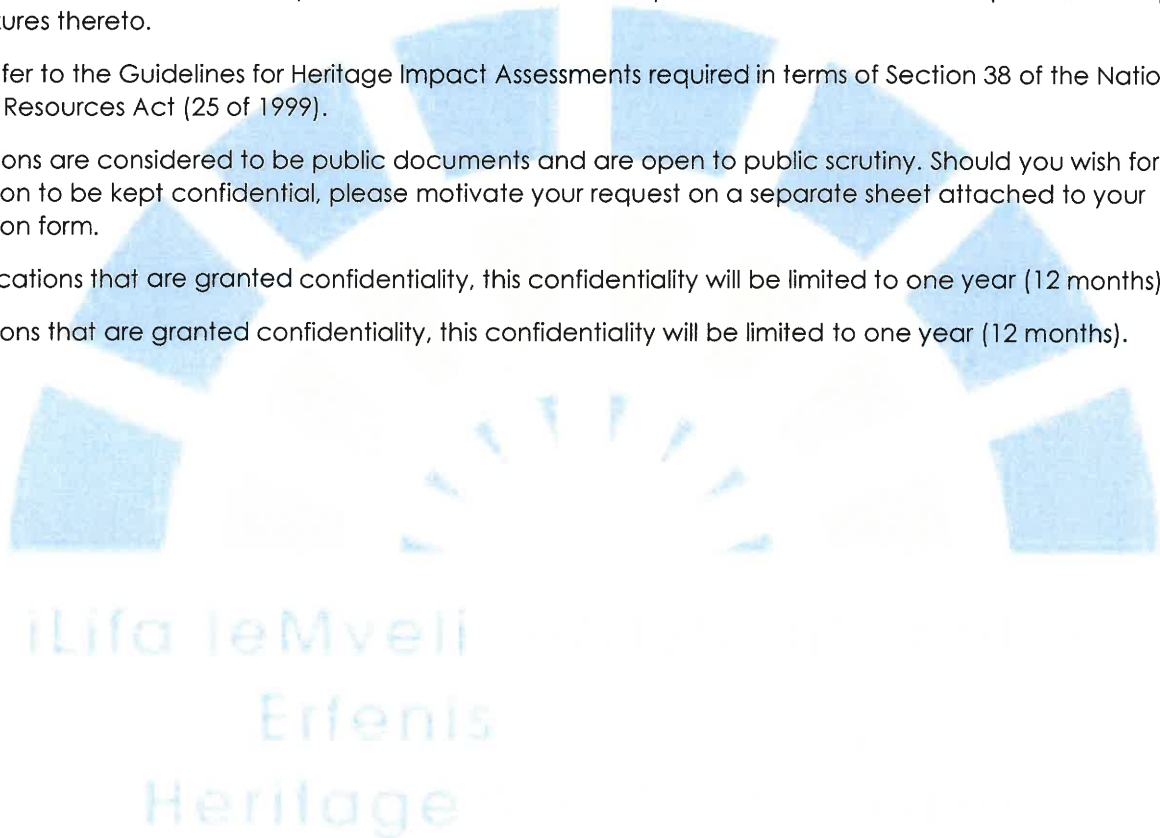 ures thereto.
fer to the Guidelines for Heritage Impact Assessments required in terms of Section 38 of the Natio
Resources Act (25 of 1999).
ons are considered to be public documents and are open to public scrutiny. Should you wish for
on to be kept confidential, please motivate your request on a separate sheet attached to your
on form.
cations that are granted confidentiality, this confidentiality will be limited to one year (12 months)
ons that are granted confidentiality, this confidentiality will be limited to one year (12 months).
iLifa leMveli
Erfenis
Heritage